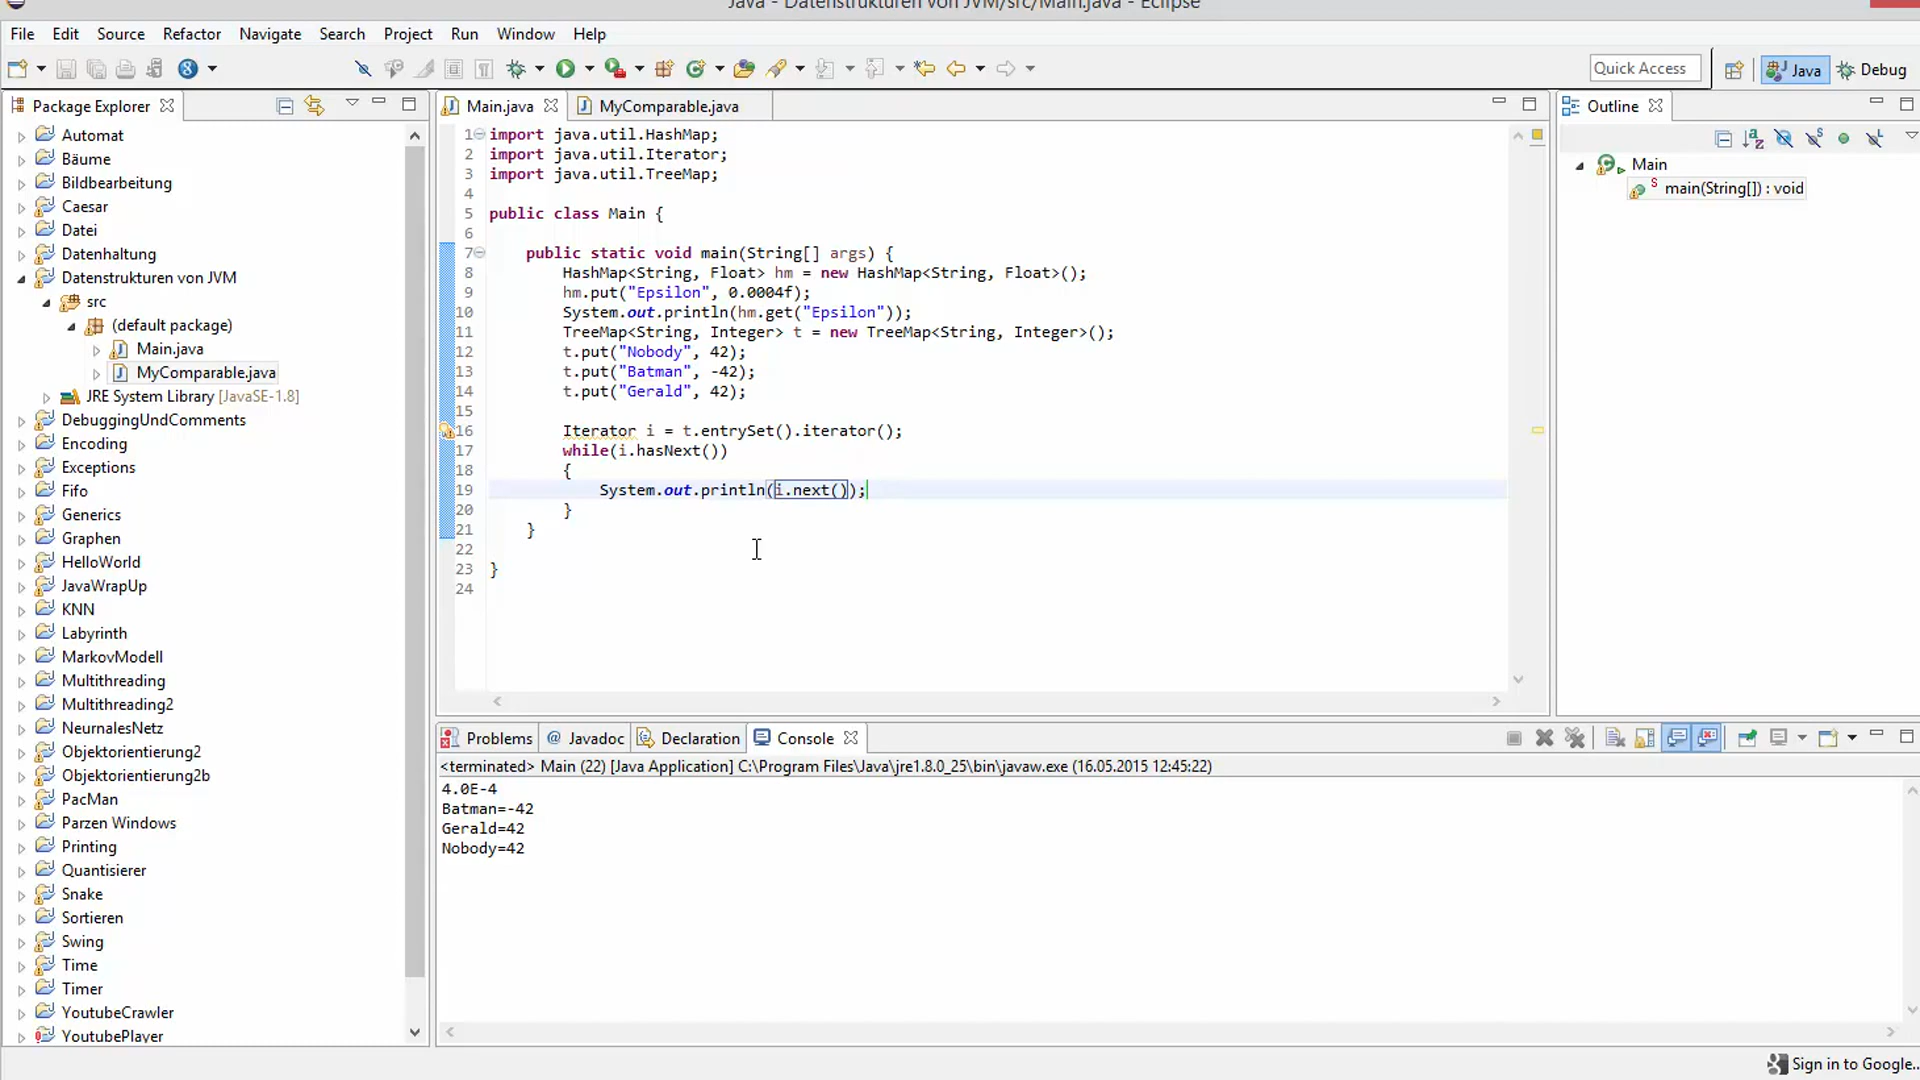 Java - Datenstrukturen von JVM/src/Main.java - Eclipse
File Edit Source Refactor Navigate Search Project Run Window Help
Quick Access
Java
Debug
Package Explorer
Automat
Bäume
Bildbearbeitung
Caesar
Datei
Datenhaltung
Datenstrukturen von JVM
src
(default package)
Main.java
MyComparable.java
JRE System Library [JavaSE-1.8]
DebuggingUndComments
Encoding
Exceptions
Fifo
Generics
Graphen
HelloWorld
JavaWrapUp
KNN
Labyrinth
MarkovModell
Multithreading
Multithreading2
NeurnalesNetz
Objektorientierung2
Objektorientierung2b
PacMan
Parzen Windows
Printing
Quantisierer
Snake
Sortieren
Swing
Time
Timer
YoutubeCrawler
YoutubePlayer
Main.java
MyComparable.java
1 import java.util.HashMap;
2 import java.util.Iterator;
3 import java.util.TreeMap;
4
5 public class Main {
6
7 public static void main(String[] args) {
8 HashMap<String, Float> hm = new HashMap<String, Float>();
9 hm.put("Epsilon", 0.0004f);
10 System.out.println(hm.get("Epsilon"));
11 TreeMap<String, Integer> t = new TreeMap<String, Integer>();
12 t.put("Nobody", 42);
13 t.put("Batman", -42);
14 t.put("Gerald", 42);
15
16 Iterator i = t.entrySet().iterator();
17 while(i.hasNext())
18 {
19 System.out.println(i.next());
20 }
21 }
22
23 }
24
Outline
Main
main(String[]) : void
Problems
Javadoc
Declaration
Console
<terminated> Main (22) [Java Application] C:\Program Files\Java\jre1.8.0_25\bin\javaw.exe (16.05.2015 12:45:22)
4.0E-4
Batman=-42
Gerald=42
Nobody=42
Sign in to Google...